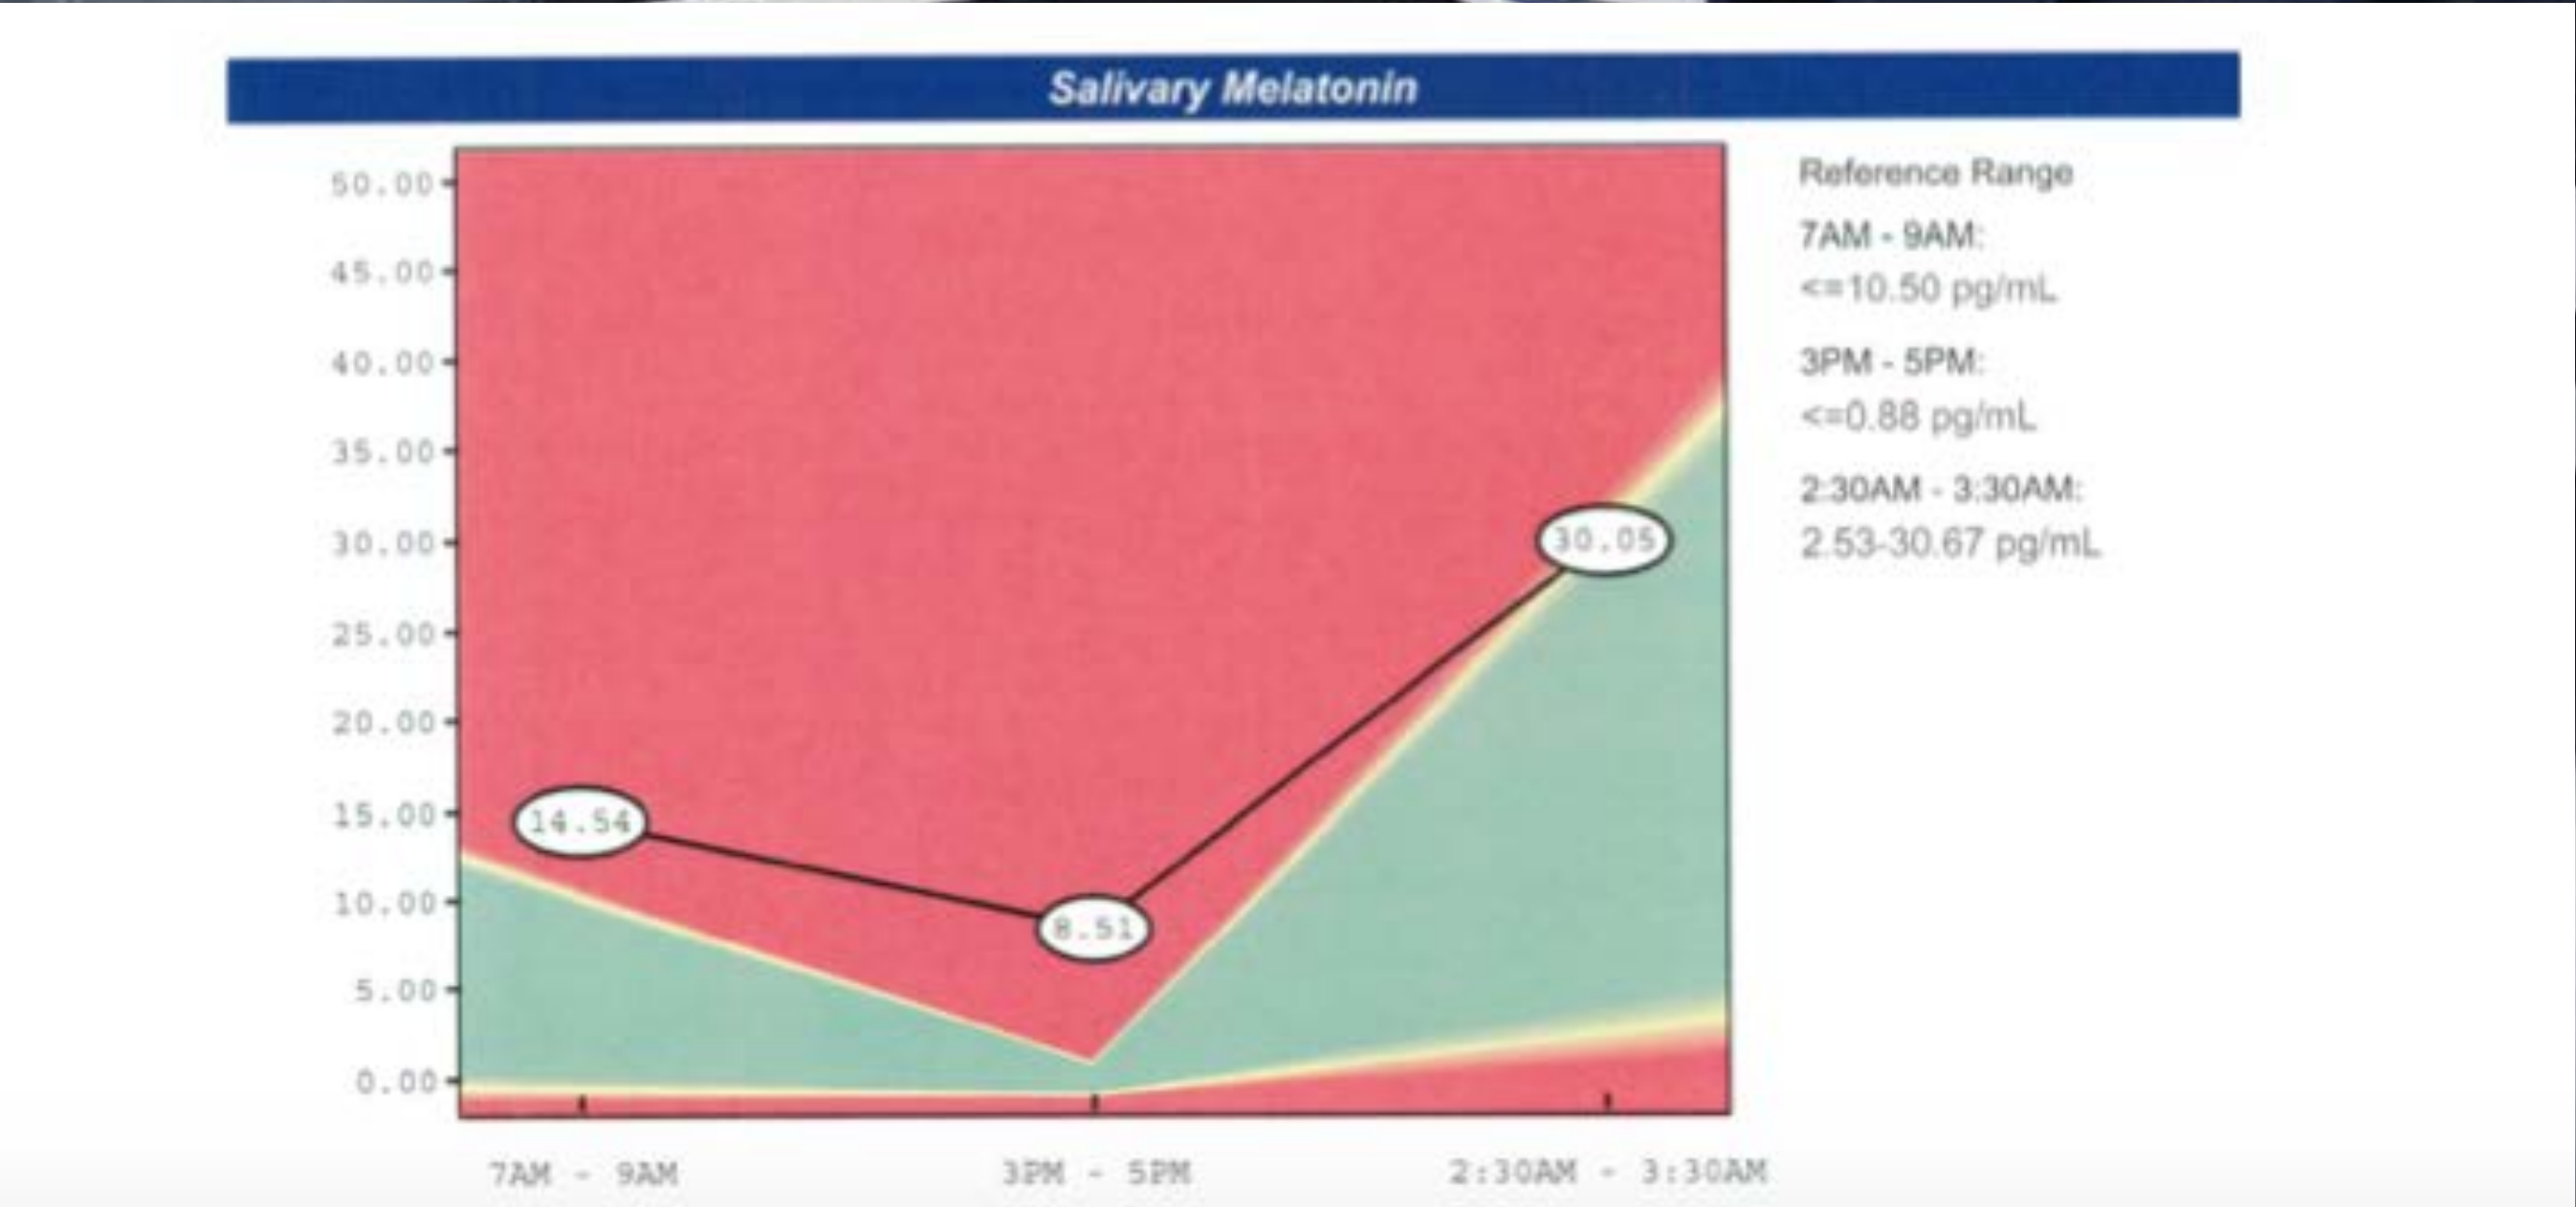 Salivary Melatonin
50.00
45.00
40.00
35.00
30.00
25.00
20.00
15.00
10.00
5.00
0.00
14.54
8.51
30.05
7AM - 9AM
3PM - 5PM
2:30AM - 3:30AM
Reference Range
7AM - 9AM:
<=10.50 pg/mL
3PM - 5PM:
<=0.88 pg/mL
2:30AM - 3:30AM:
2.53-30.67 pg/mL